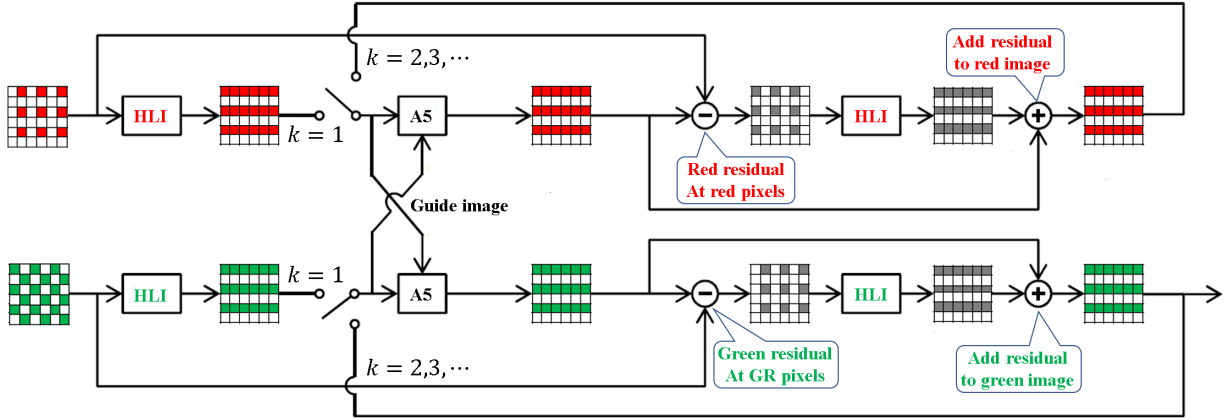 k = 2,3,⋯
Add residual
to red image
HLI
k = 1
A5
−
HLI
+
Red residual
At red pixels
Guide image
HLI
k = 1
A5
−
HLI
+
k = 2,3,⋯
Green residual
At GR pixels
Add residual
to green image